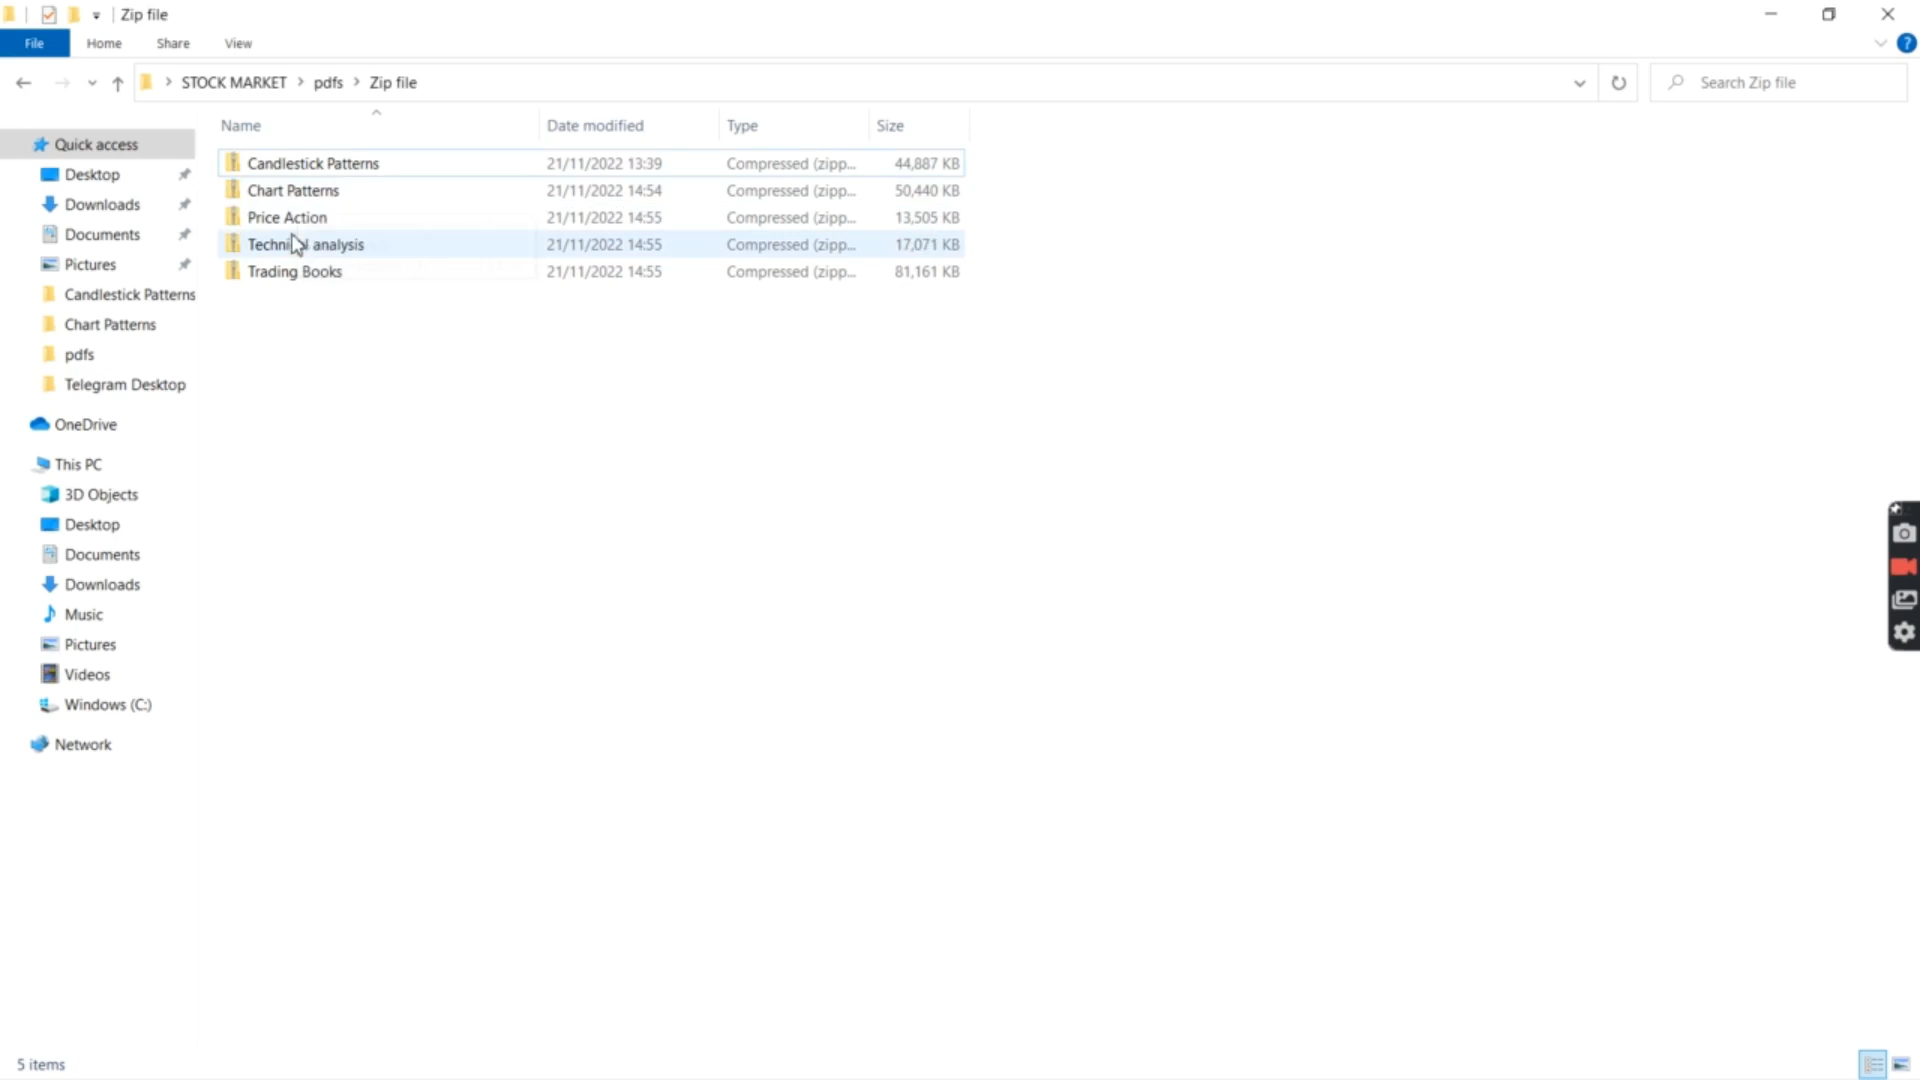 Zip file
File Home Share View
STOCK MARKET pdfs Zip file
Search Zip file
Name Date modified Type Size
Candlestick Patterns 21/11/2022 13:39 Compressed (zipp... 44,887 KB
Chart Patterns 21/11/2022 14:54 Compressed (zipp... 50,440 KB
Price Action 21/11/2022 14:55 Compressed (zipp... 13,505 KB
Technical analysis 21/11/2022 14:55 Compressed (zipp... 17,071 KB
Trading Books 21/11/2022 14:55 Compressed (zipp... 81,161 KB
Quick access
Desktop
Downloads
Documents
Pictures
Candlestick Patterns
Chart Patterns
pdfs
Telegram Desktop
OneDrive
This PC
3D Objects
Desktop
Documents
Downloads
Music
Pictures
Videos
Windows (C:)
Network
5 items